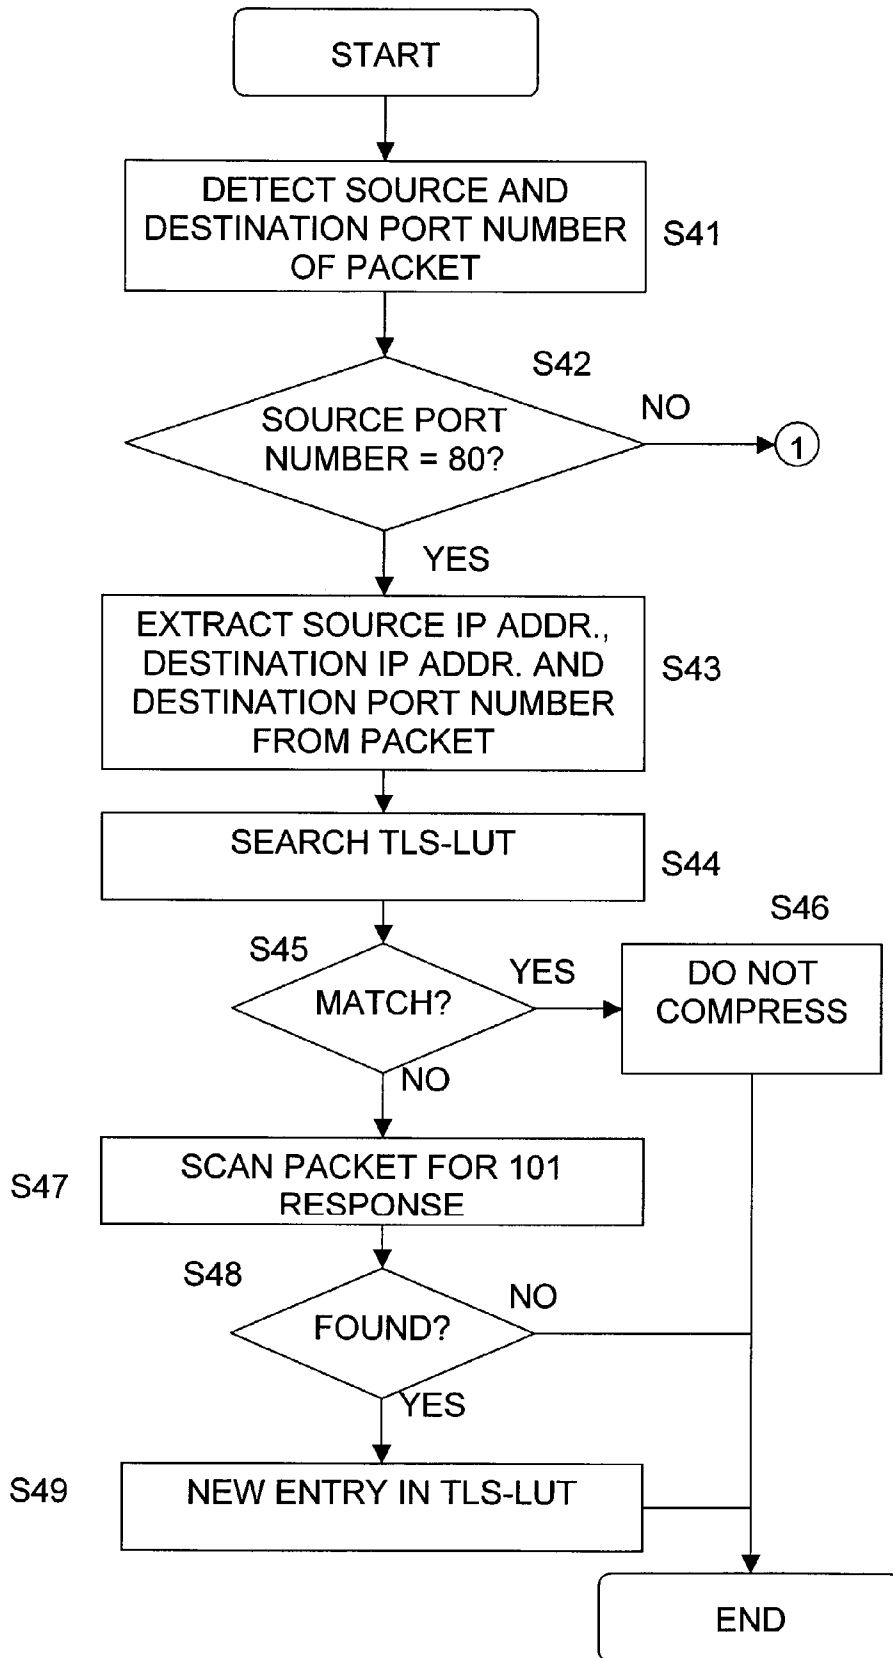 START
DETECT SOURCE AND
DESTINATION PORT NUMBER
OF PACKET
S41
S42
SOURCE PORT
NUMBER = 80?
NO
1
YES
EXTRACT SOURCE IP ADDR.,
DESTINATION IP ADDR. AND
DESTINATION PORT NUMBER
FROM PACKET
S43
SEARCH TLS-LUT
S44
S45
MATCH?
YES
S46
DO NOT
COMPRESS
NO
S47
SCAN PACKET FOR 101
RESPONSE
S48
FOUND?
NO
YES
S49
NEW ENTRY IN TLS-LUT
END